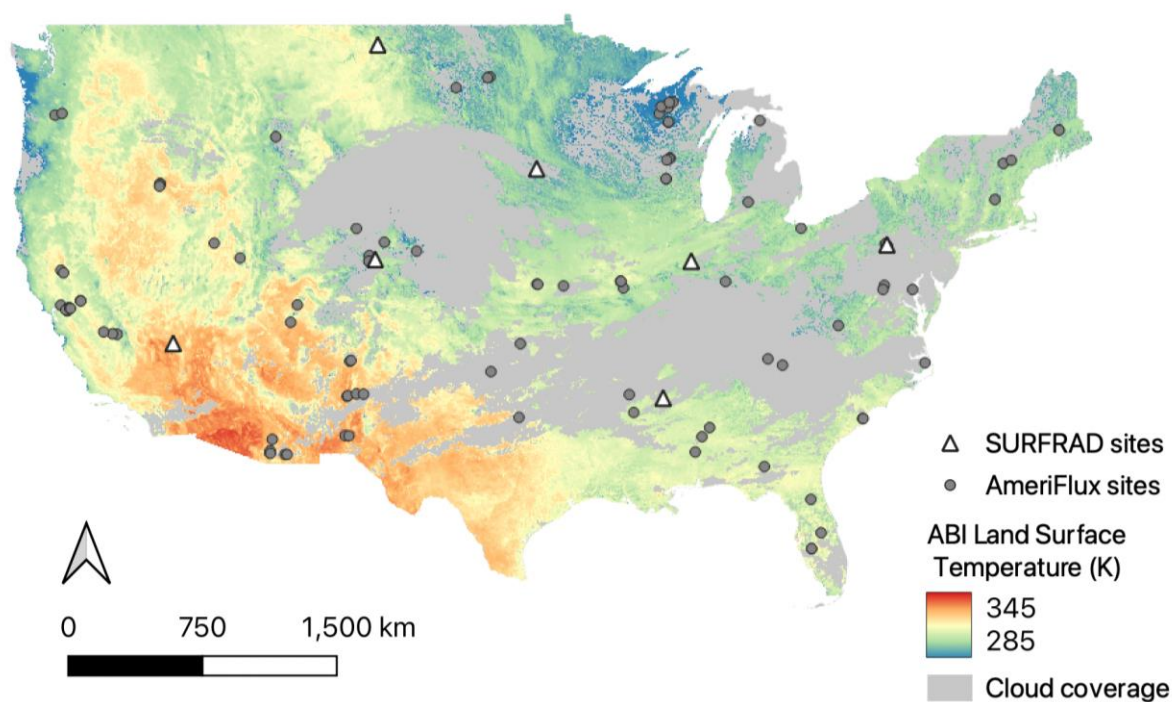 SURFRAD sites
AmeriFlux sites
ABI Land Surface
Temperature (K)
345
285
Cloud coverage
0 750 1,500 km